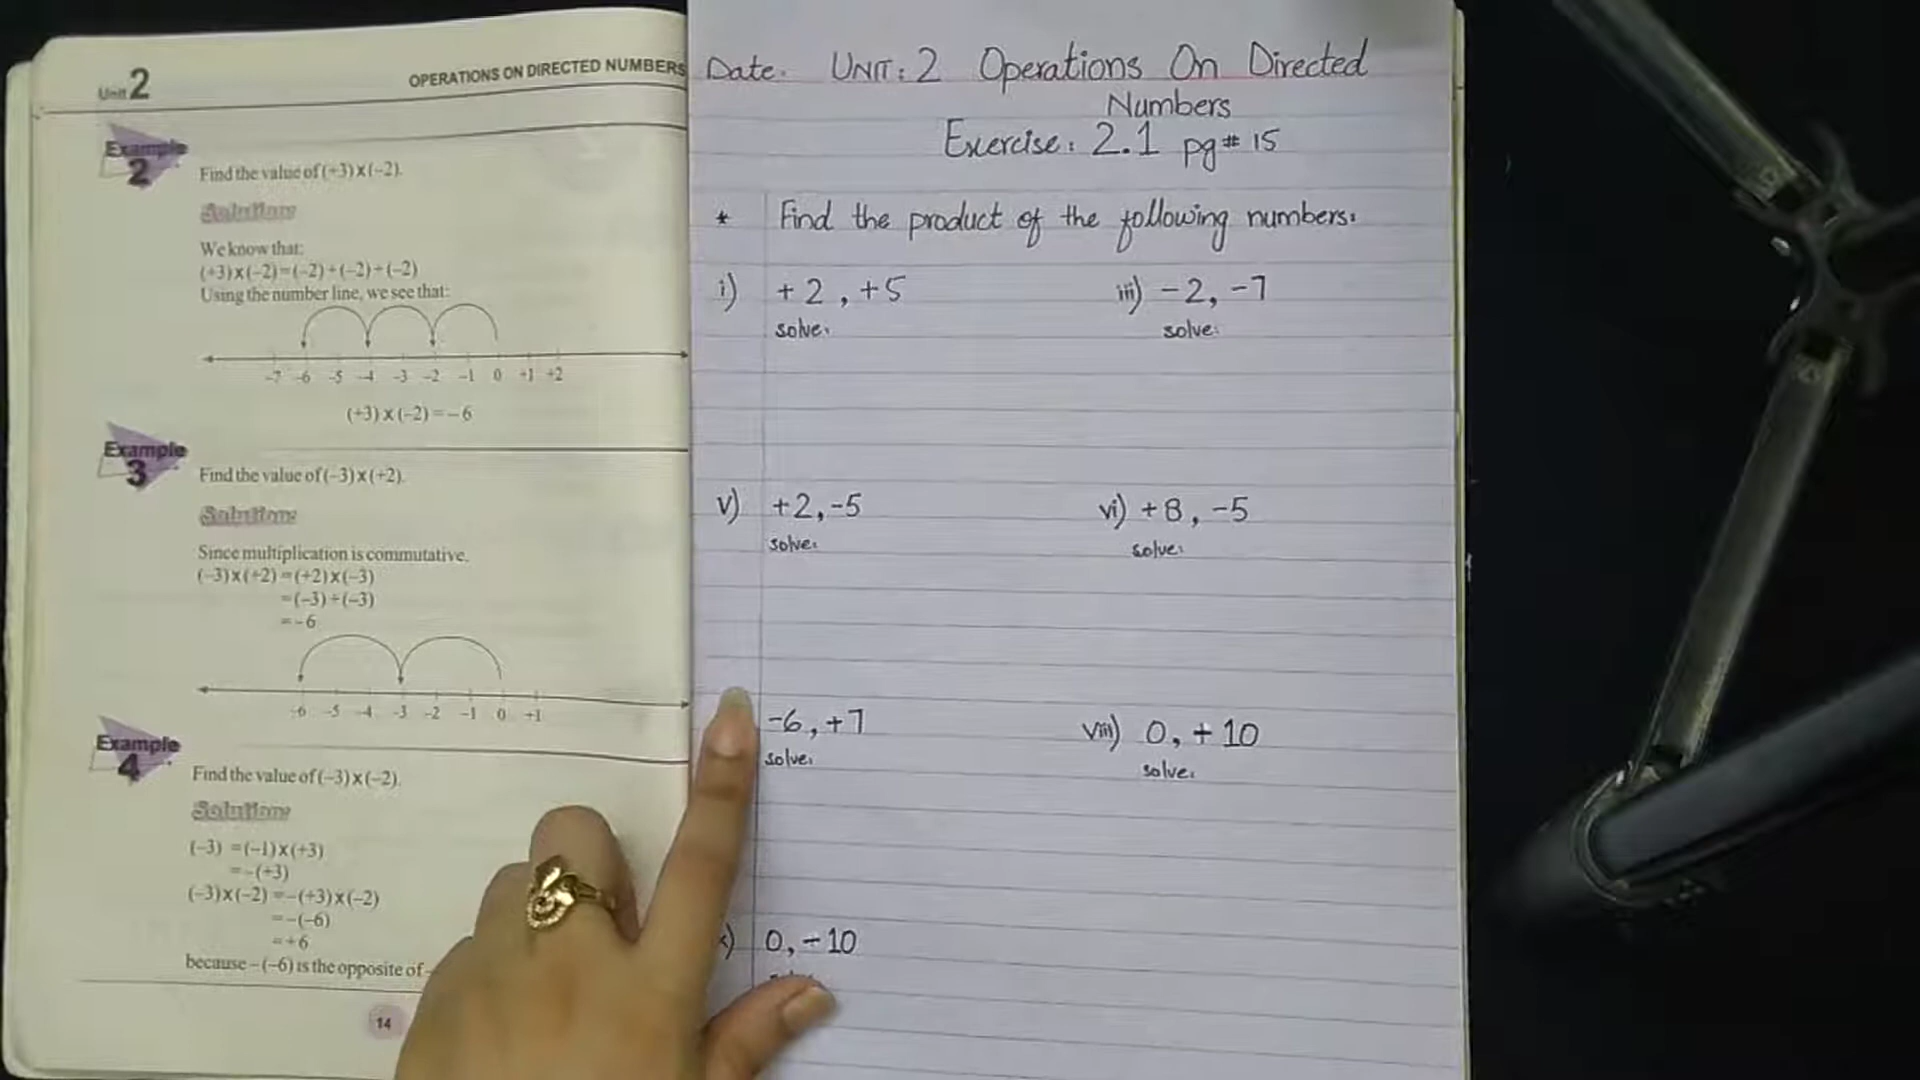 Unit 2
OPERATIONS ON DIRECTED NUMBERS
Example 2
Find the value of (+3)x(-2).
Solution:
We know that:
(+3)x(-2)=(-2)+(-2)+(-2)
Using the number line, we see that:
-7 -6 -5 -4 -3 -2 -1 0 +1 +2
(+3)x(-2)=-6
Example 3
Find the value of (-3)x(+2).
Solution:
Since multiplication is commutative.
(-3)x(+2)=(+2)x(-3)
=(-3)+(-3)
=-6
-6 -5 -4 -3 -2 -1 0 +1
Example 4
Find the value of (-3)x(-2).
Solution:
(-3) =(-1)x(+3)
=-(+3)
(-3)x(-2)=-(+3)x(-2)
=-(-6)
=+6
because -(-6) is the opposite of
14
Date. UNIT: 2 Operations On Directed
Numbers
Exercise: 2.1 pg# 15
* Find the product of the following numbers:
i) +2, +5 iii) -2, -7
solve: solve:
v) +2, -5 vi) +8, -5
solve: solve:
-6, +7 viii) 0, +10
solve: solve:
x) 0, -10